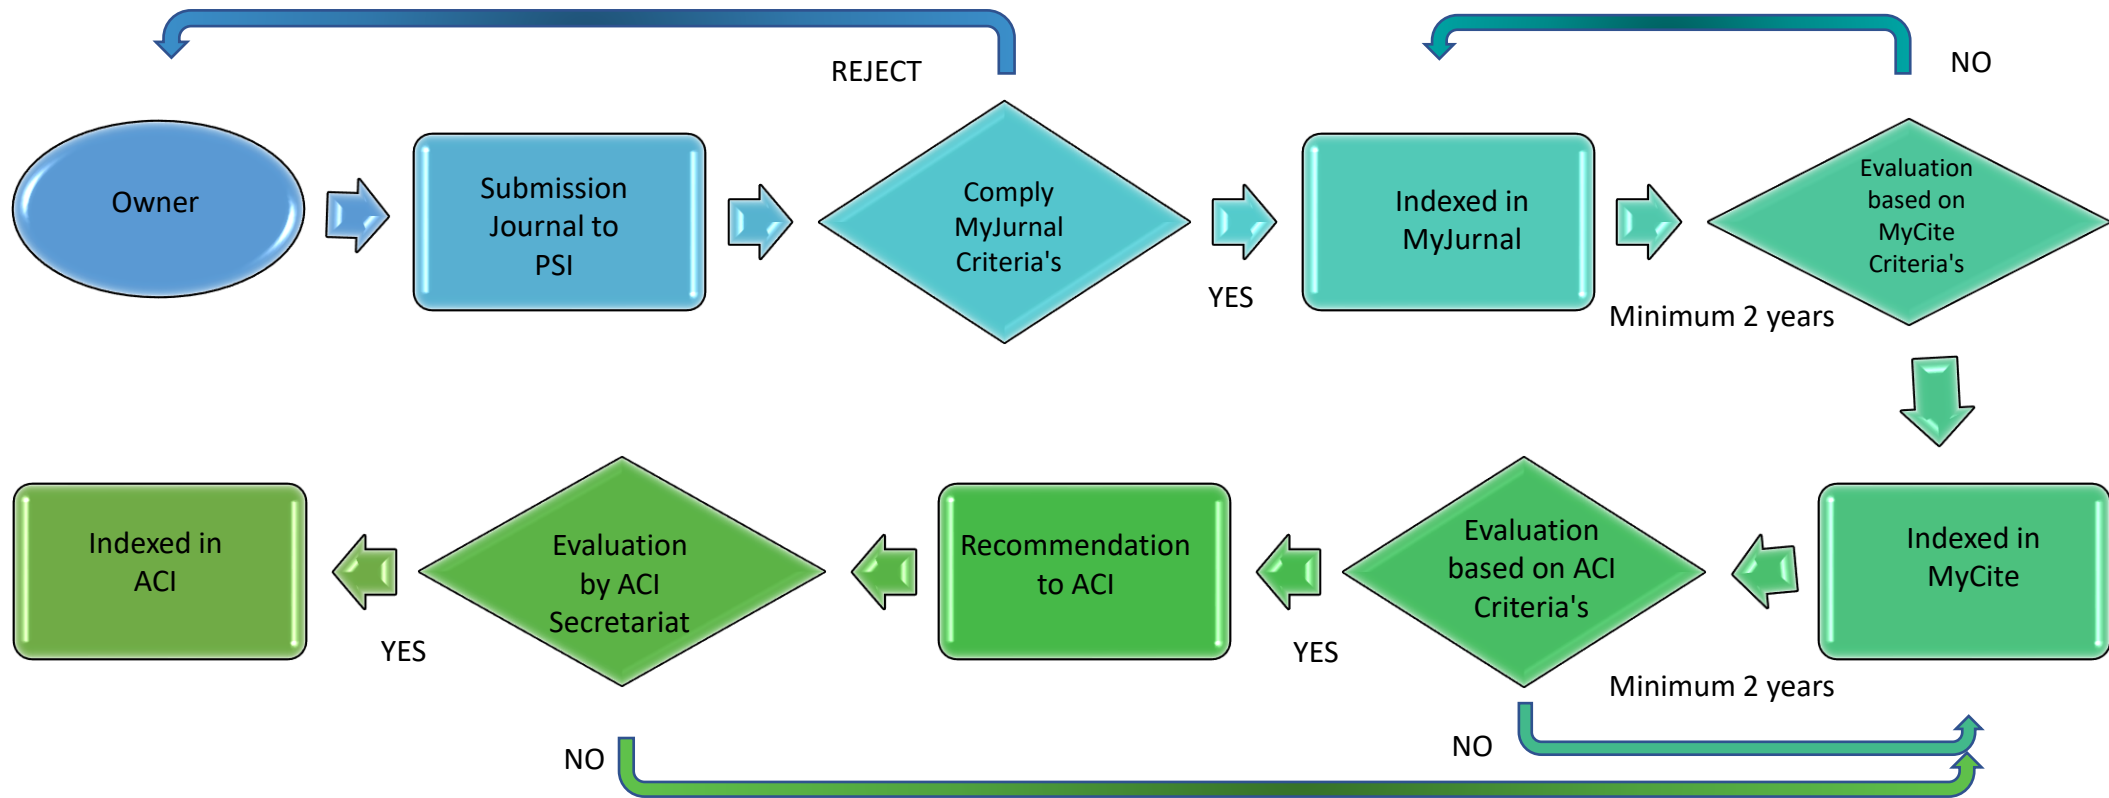 REJECT
NO
Owner
Submission
Journal to
PSI
Comply
MyJurnal
Criteria's
YES
Indexed in
MyJurnal
Minimum 2 years
Evaluation
based on
MyCite
Criteria's
Indexed in
MyCite
Minimum 2 years
Evaluation
based on ACI
Criteria's
NO
YES
Recommendation
to ACI
Evaluation
by ACI
Secretariat
NO
YES
Indexed in
ACI